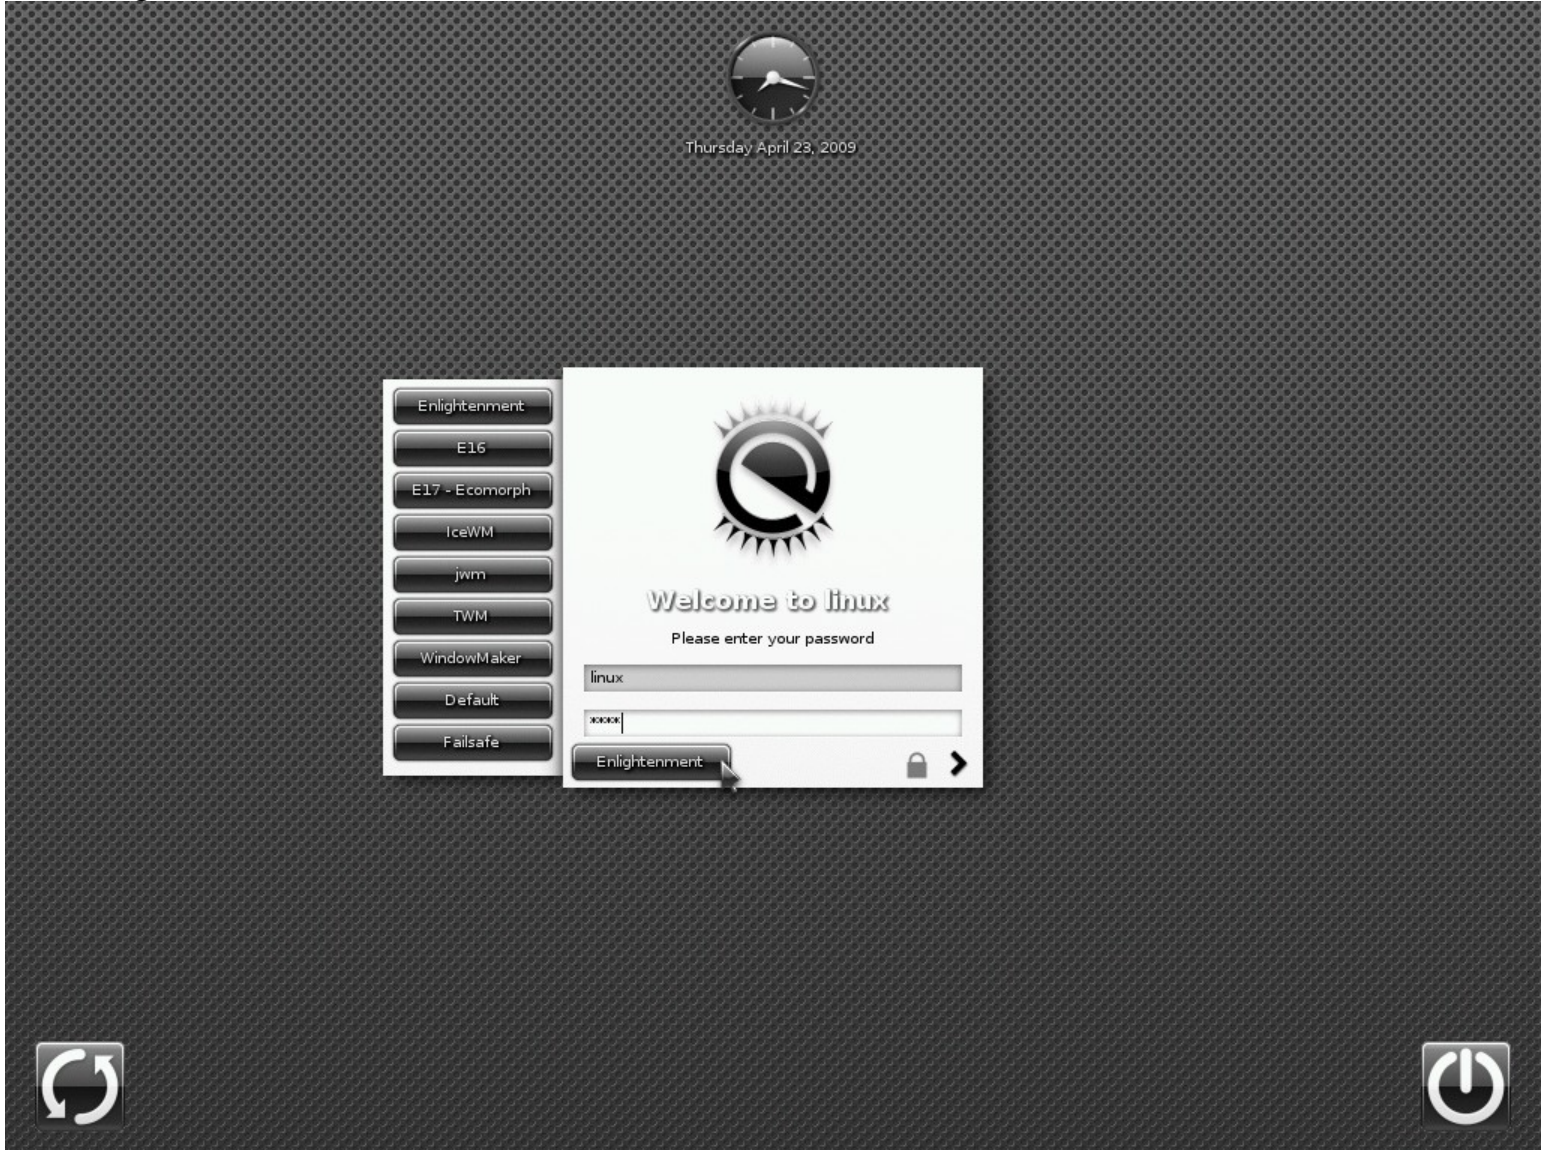 Thursday April 23, 2009
Enlightenment
E16
E17 - Ecomorph
IceWM
jwm
TWM
WindowMaker
Default
Failsafe
Welcome to linux
Please enter your password
linux
****
Enlightenment